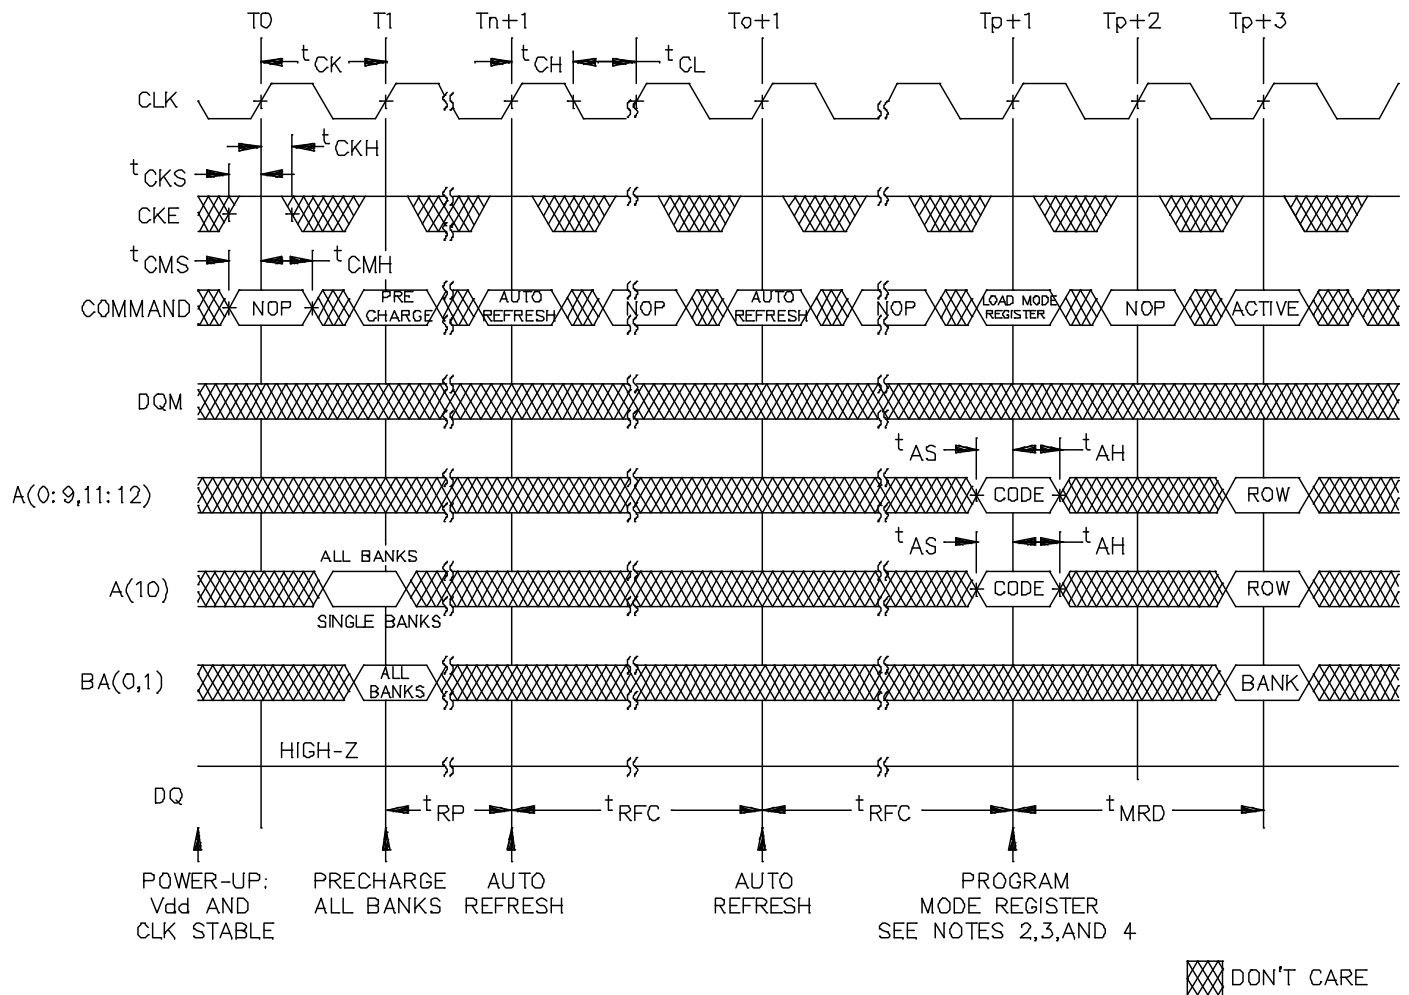 T0 T1 Tn+1 To+1 Tp+1 Tp+2 Tp+3
tCK tCH tCL
CLK
tCKH
tCKS
CKE
tCMS tCMH
COMMAND NOP PRE CHARGE AUTO REFRESH NOP AUTO REFRESH NOP LOAD MODE REGISTER NOP ACTIVE
DQM
tAS tAH
A(0:9,11:12) CODE ROW
tAS tAH
ALL BANKS
A(10) CODE ROW
SINGLE BANKS
BA(0,1) ALL BANKS BANK
HIGH-Z
DQ
tRP tRFC tRFC tMRD
POWER-UP: PRECHARGE AUTO AUTO PROGRAM
Vdd AND ALL BANKS REFRESH REFRESH MODE REGISTER
CLK STABLE SEE NOTES 2,3,AND 4
DON'T CARE